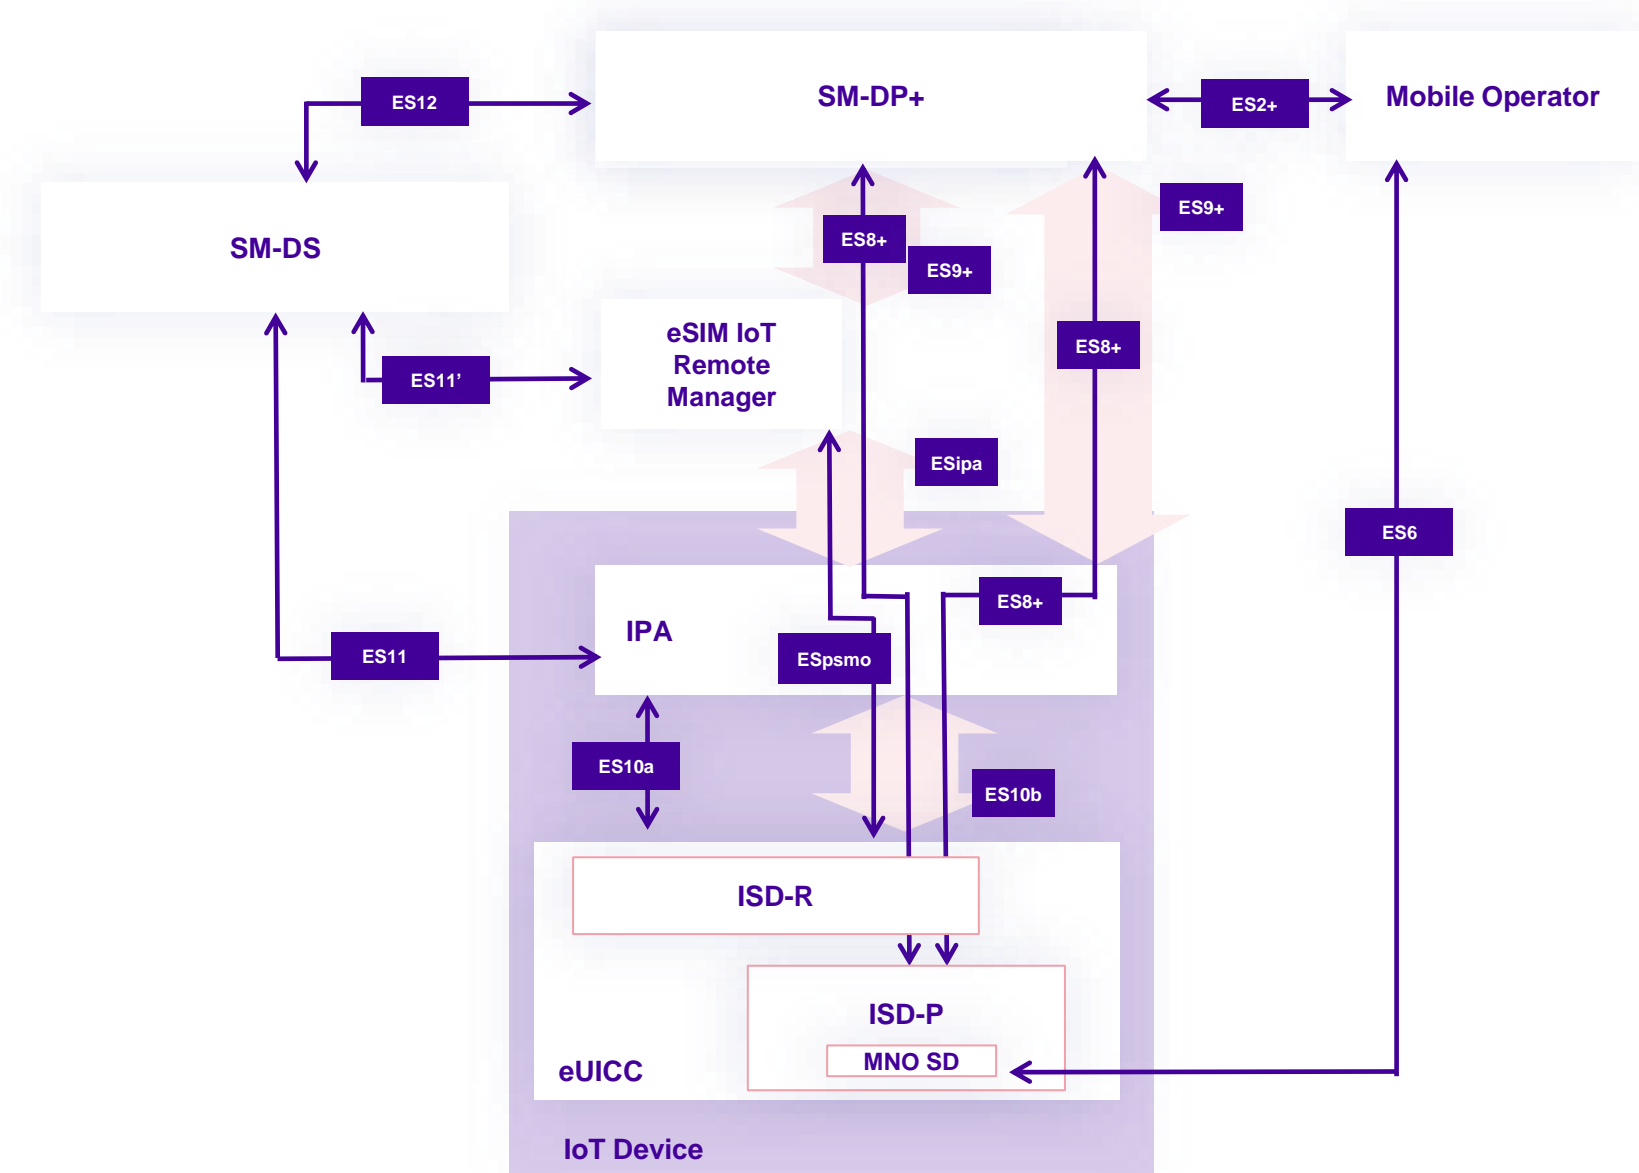 SM-DP+
ES12
ES2+
Mobile Operator
ES9+
ES8+
SM-DS
ES9+
eSIM IoT
Remote
Manager
ES8+
ES11’
ESipa
ES6
ES8+
IPA
ES11
ESpsmo
ES10a
ES10b
ISD-R
ISD-P
MNO SD
eUICC
IoT Device